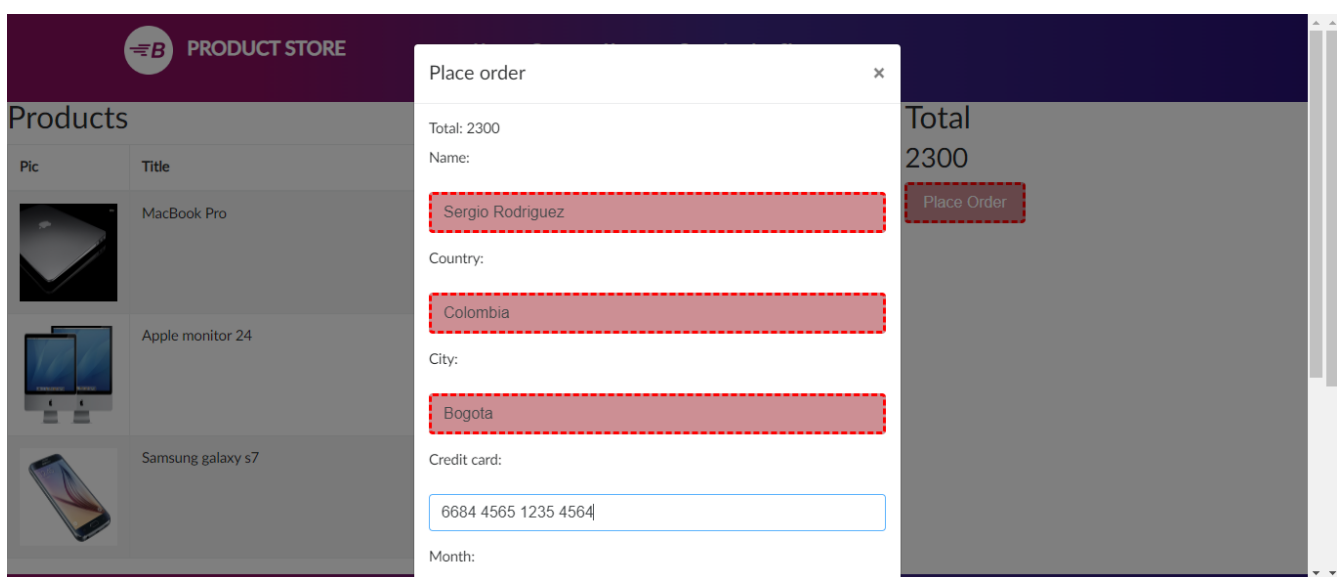 B PRODUCT STORE
Place order ×
Products
Pic Title
MacBook Pro
Apple monitor 24
Samsung galaxy s7
Total: 2300
Name:
Sergio Rodriguez
Country:
Colombia
City:
Bogota
Credit card:
6684 4565 1235 4564
Month:
Total
2300
Place Order